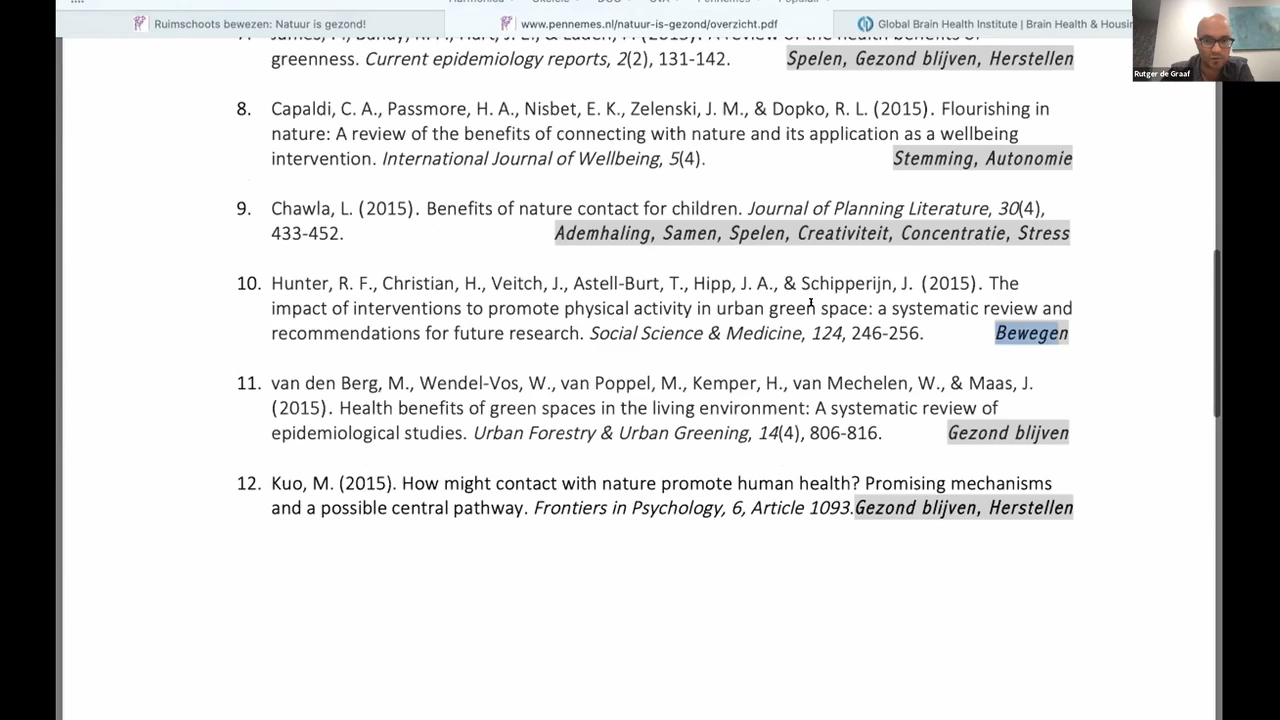 Ruimschoots bewezen: Natuur is gezond!
www.pennemes.nl/natuur-is-gezond/overzicht.pdf
Global Brain Health Institute | Brain Health & Housi
Rutger de Graaf
greenness. Current epidemiology reports, 2(2), 131-142. Spelen, Gezond blijven, Herstellen
8. Capaldi, C. A., Passmore, H. A., Nisbet, E. K., Zelenski, J. M., & Dopko, R. L. (2015). Flourishing in
nature: A review of the benefits of connecting with nature and its application as a wellbeing
intervention. International Journal of Wellbeing, 5(4). Stemming, Autonomie
9. Chawla, L. (2015). Benefits of nature contact for children. Journal of Planning Literature, 30(4),
433-452. Ademhaling, Samen, Spelen, Creativiteit, Concentratie, Stress
10. Hunter, R. F., Christian, H., Veitch, J., Astell-Burt, T., Hipp, J. A., & Schipperijn, J. (2015). The
impact of interventions to promote physical activity in urban green space: a systematic review and
recommendations for future research. Social Science & Medicine, 124, 246-256. Bewegen
11. van den Berg, M., Wendel-Vos, W., van Poppel, M., Kemper, H., van Mechelen, W., & Maas, J.
(2015). Health benefits of green spaces in the living environment: A systematic review of
epidemiological studies. Urban Forestry & Urban Greening, 14(4), 806-816. Gezond blijven
12. Kuo, M. (2015). How might contact with nature promote human health? Promising mechanisms
and a possible central pathway. Frontiers in Psychology, 6, Article 1093. Gezond blijven, Herstellen